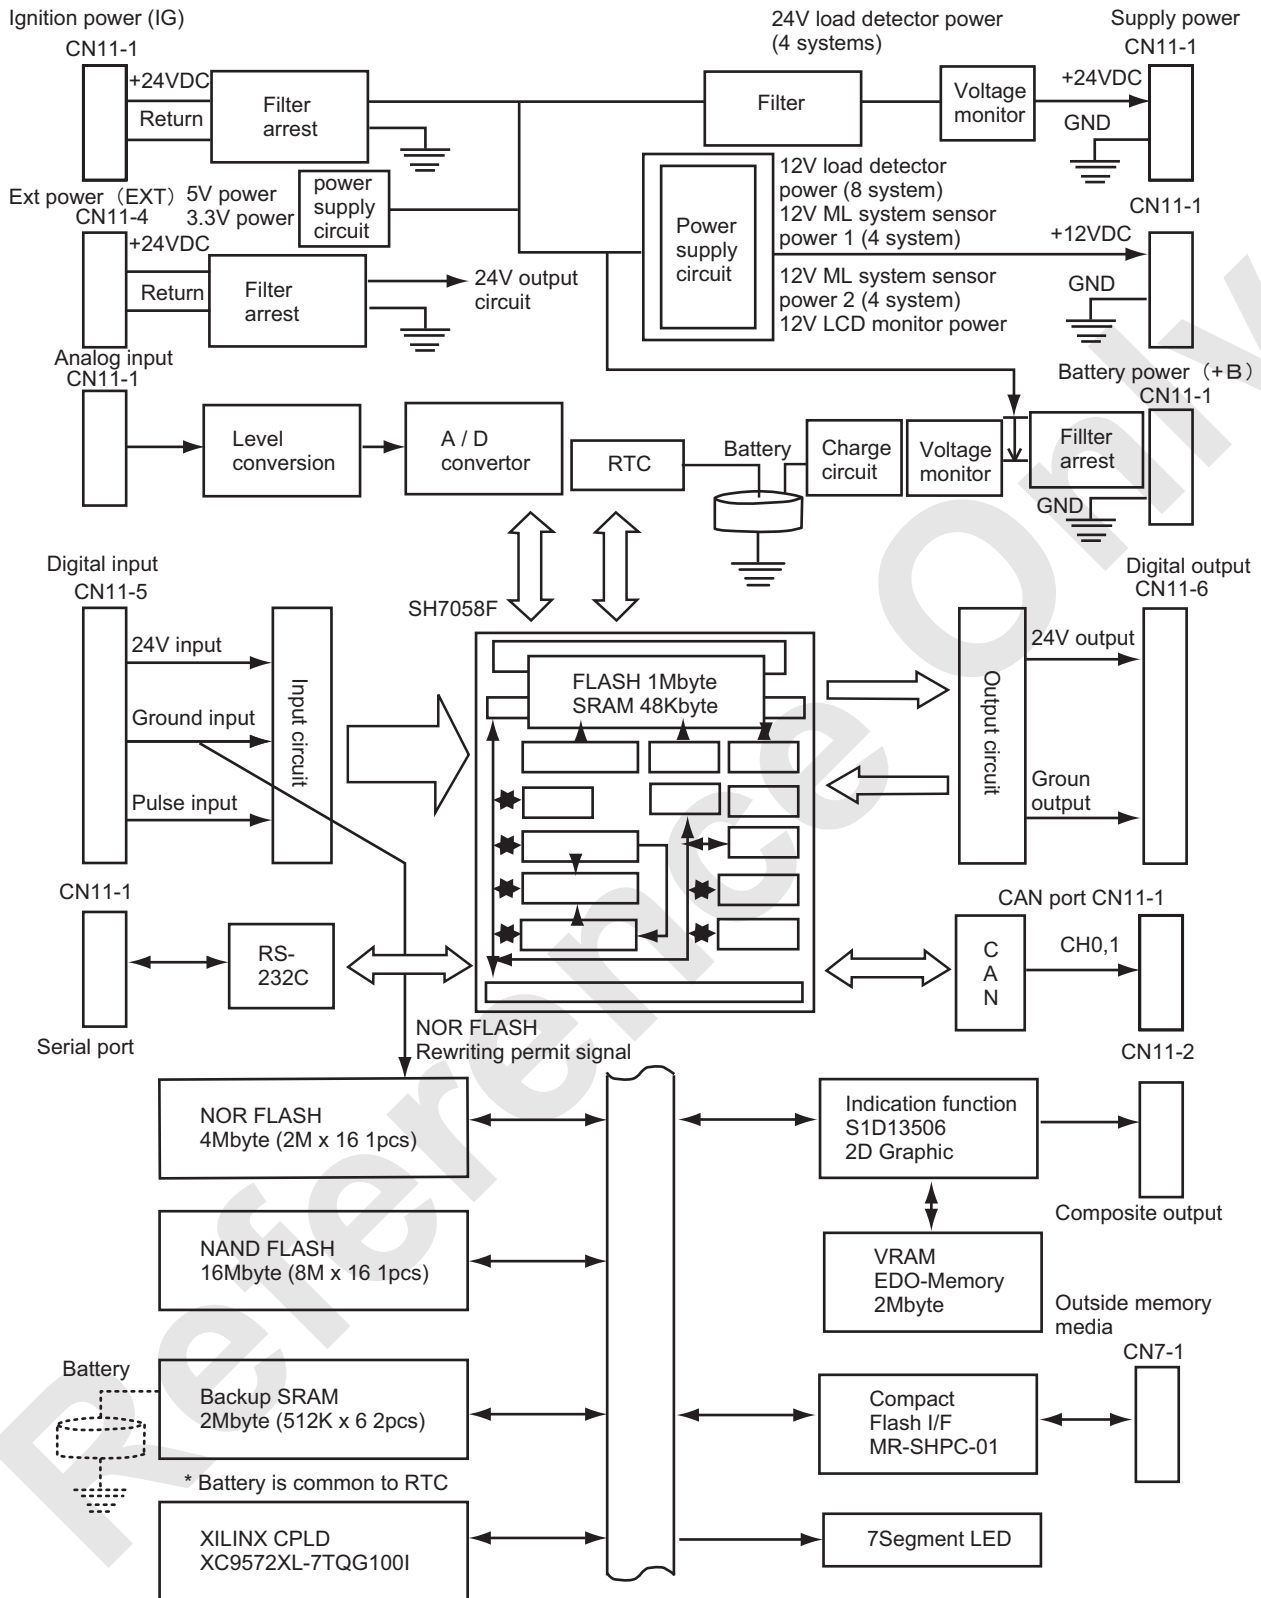 Ignition power (IG)
CN11-1
+24VDC
Return
Filter
arrest
24V load detector power
(4 systems)
Filter
Voltage
monitor
Supply power
CN11-1
+24VDC
GND
Ext power（EXT）
CN11-4
5V power
3.3V power
power
supply
circuit
+24VDC
Return
Filter
arrest
24V output
circuit
Power
supply
circuit
12V load detector
power (8 system)
12V ML system sensor
power 1 (4 system)
12V ML system sensor
power 2 (4 system)
12V LCD monitor power
CN11-1
+12VDC
GND
Analog input
CN11-1
Level
conversion
A / D
convertor
RTC
Battery
Charge
circuit
Voltage
monitor
Fillter
arrest
Battery power（+B）
CN11-1
GND
Digital input
CN11-5
24V input
Ground input
Pulse input
Input circuit
SH7058F
FLASH 1Mbyte
SRAM 48Kbyte
Output circuit
Digital output
CN11-6
24V output
Groun
output
CN11-1
RS-
232C
Serial port
CAN port CN11-1
C
A
N
CH0,1
NOR FLASH
Rewriting permit signal
CN11-2
NOR FLASH
4Mbyte (2M x 16 1pcs)
Indication function
S1D13506
2D Graphic
Composite output
NAND FLASH
16Mbyte (8M x 16 1pcs)
VRAM
EDO-Memory
2Mbyte
Outside memory
media
CN7-1
Battery
Backup SRAM
2Mbyte (512K x 6 2pcs)
Compact
Flash I/F
MR-SHPC-01
* Battery is common to RTC
XILINX CPLD
XC9572XL-7TQG100I
7Segment LED
Reference Only